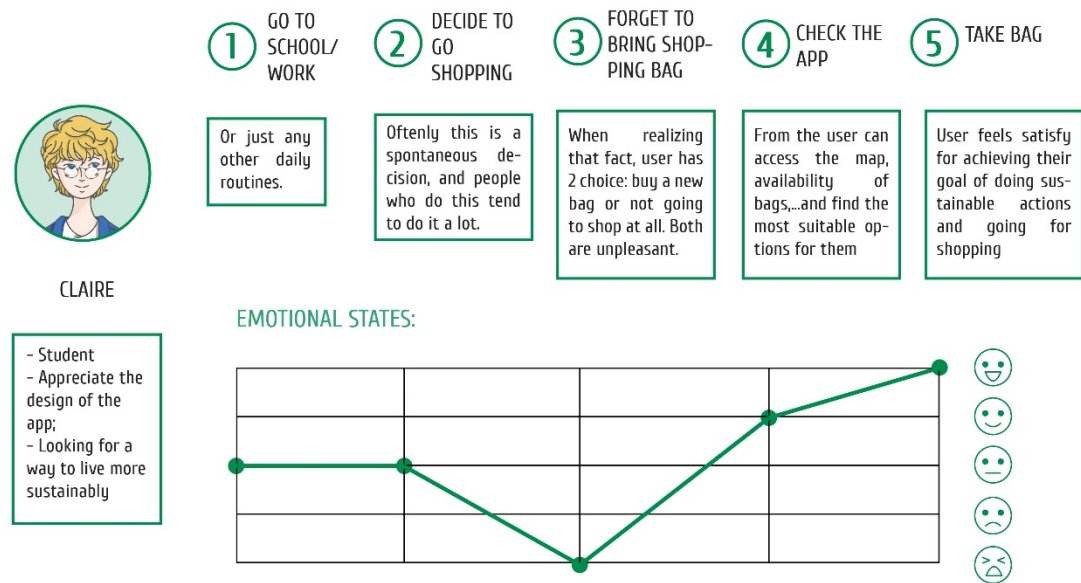 1
GO TO
SCHOOL/
WORK
Or just any
other daily
routines.
2
DECIDE TO
GO
SHOPPING
Oftenly this is a
spontaneous de-
cision, and people
who do this tend
to do it a lot.
3
FORGET TO
BRING SHOP-
PING BAG
When realizing
that fact, user has
2 choice: buy a new
bag or not going
to shop at all. Both
are unpleasant.
4
CHECK THE
APP
From the user can
access the map,
availability of
bags,...and find the
most suitable op-
tions for them
5
TAKE BAG
User feels satisfy
for achieving their
goal of doing sus-
tainable actions
and going for
shopping
CLAIRE
- Student
- Appreciate the
design of the
app;
- Looking for a
way to live more
sustainably
EMOTIONAL STATES: